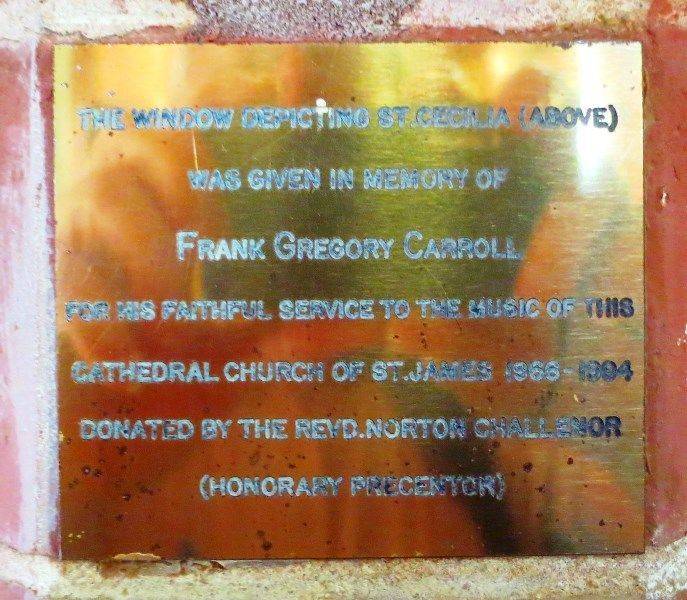 THE WINDOW DEPICTING ST.CECILIA (ABOVE)
WAS GIVEN IN MEMORY OF
FRANK GREGORY CARROLL
FOR HIS FAITHFUL SERVICE TO THE MUSIC OF THIS
CATHEDRAL CHURCH OF ST.JAMES 1966-1994
DONATED BY THE REVD.NORTON CHALLENOR
(HONORARY PRECENTOR)